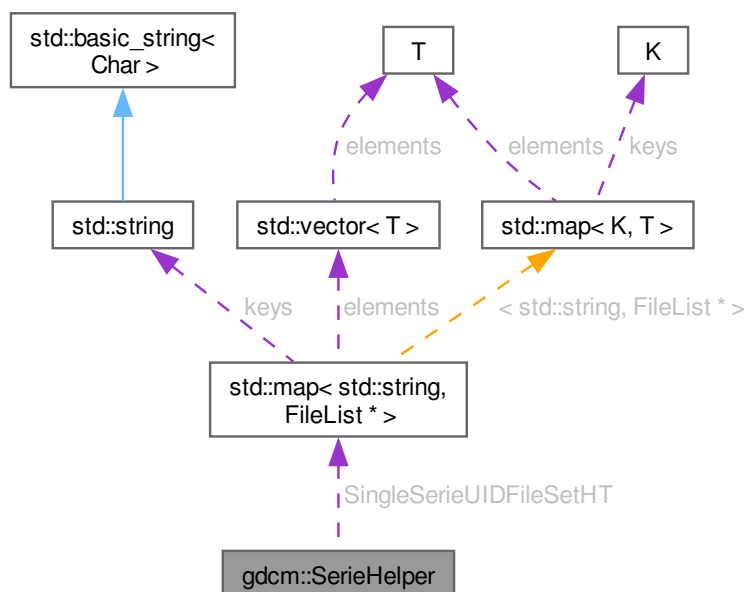 std::basic_string<
Char >
T
K
elements
elements
keys
std::string
std::vector< T >
std::map< K, T >
keys
elements
< std::string, FileList * >
std::map< std::string,
FileList * >
SingleSerieUIDFileSetHT
gdcm::SerieHelper